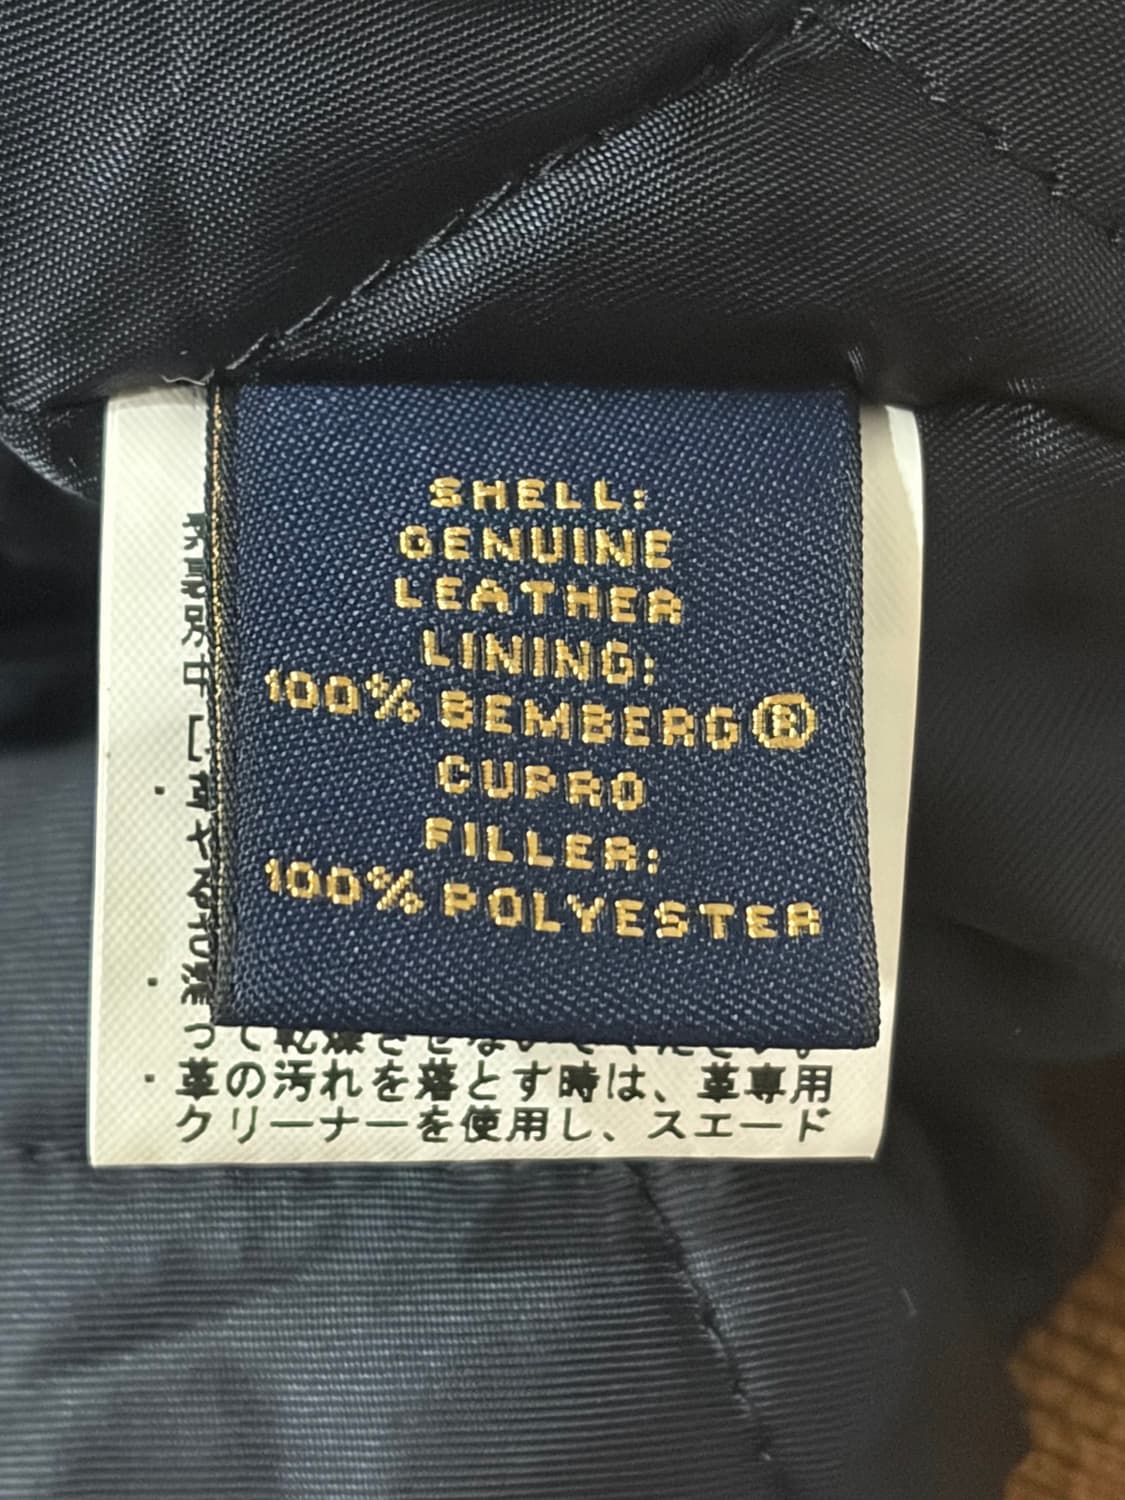 SHELL:
GENUINE
LEATHER
LINING:
100% BEMBERG®
CUPRO
FILLER:
100% POLYESTER
・革の汚れを落とす時は、革専用
クリーナーを使用し、スエード